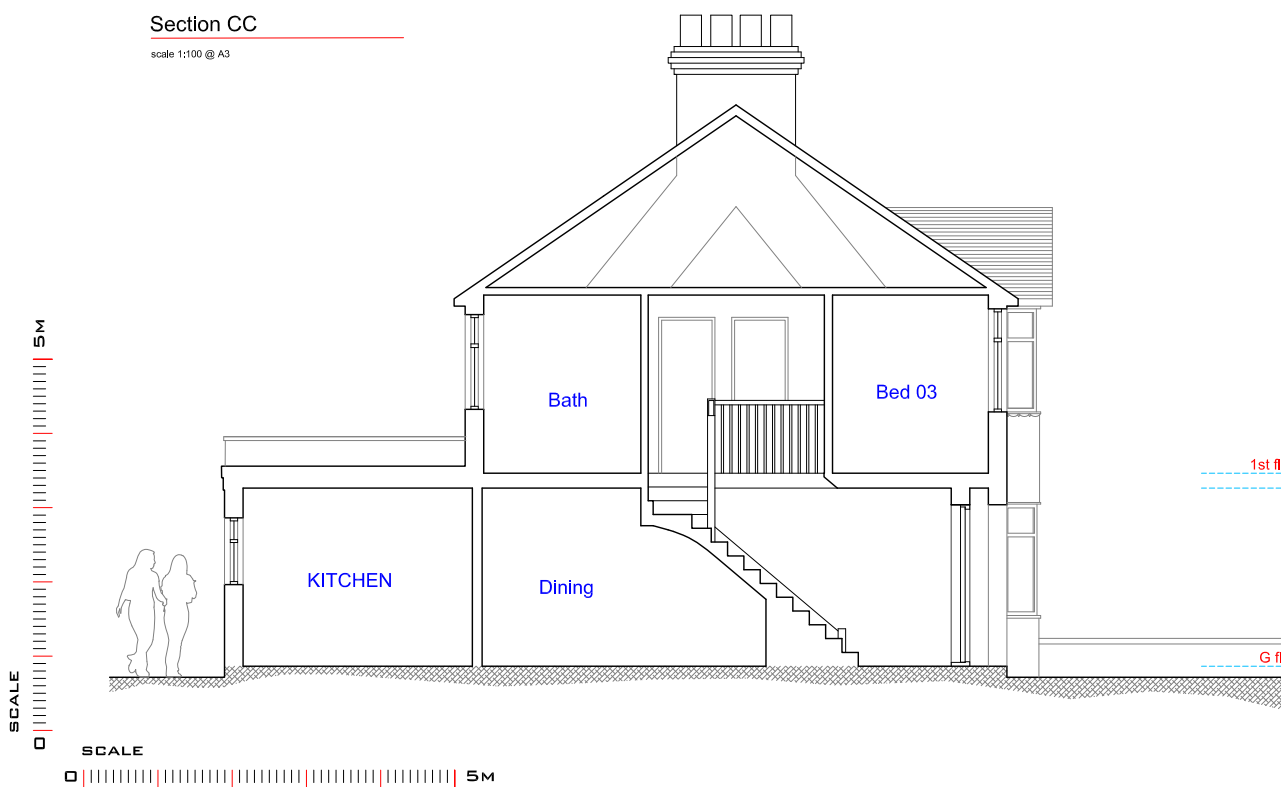 Section CC
scale 1:100 @ A3
5M
Bath
Bed 03
1st fl
KITCHEN
Dining
G fl
SCALE
0
SCALE
0
5M